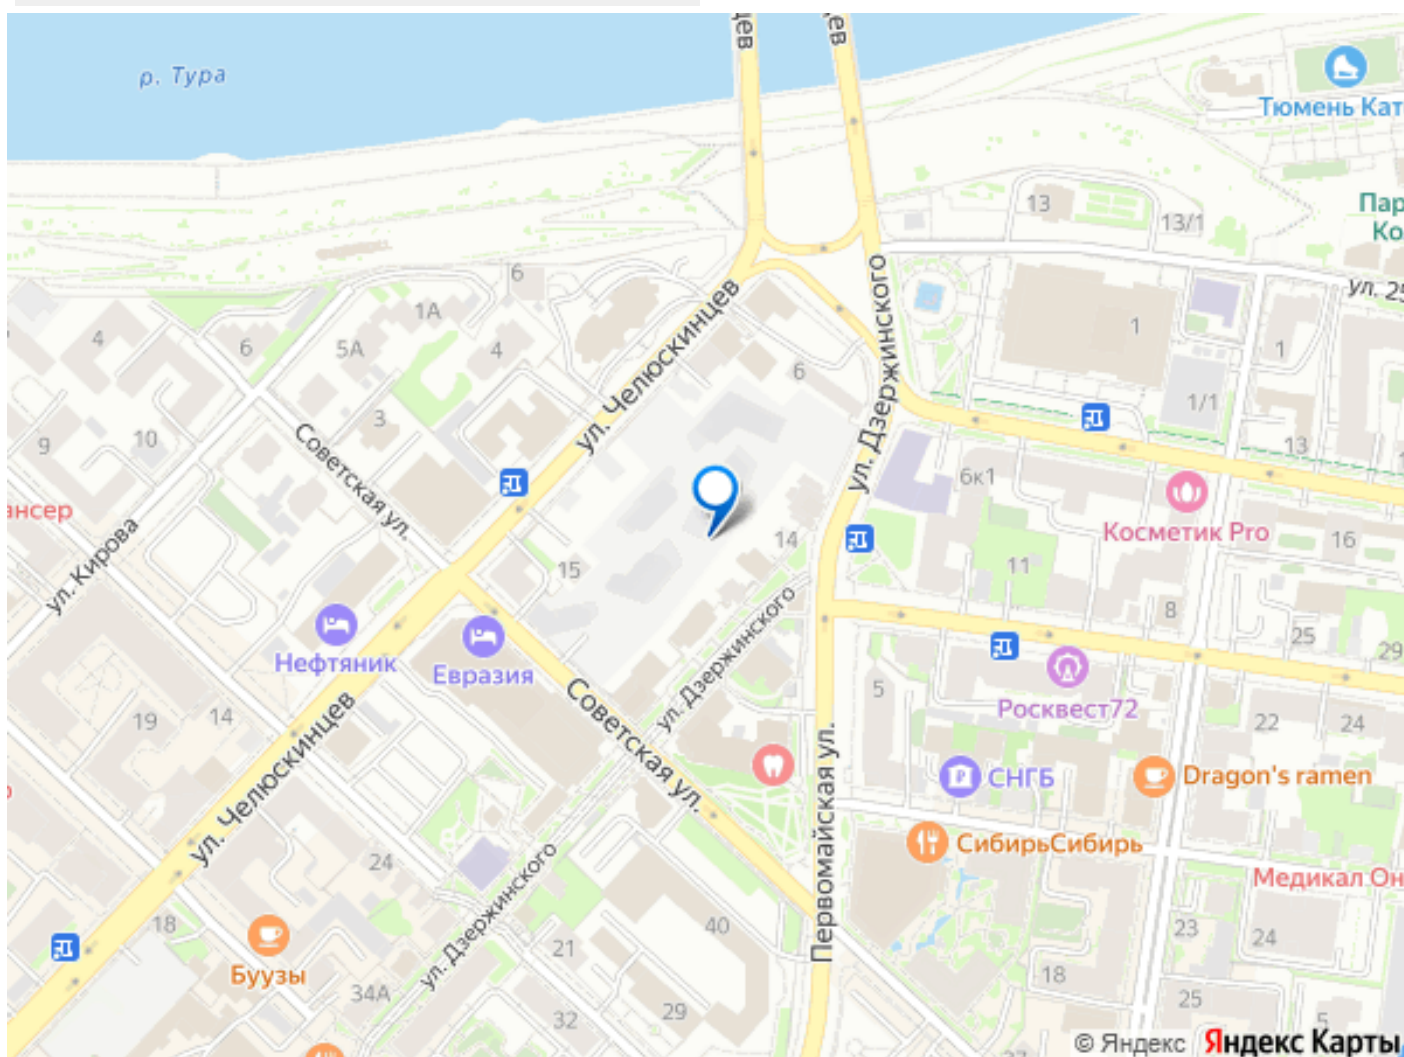 цев
цев
р. Тура
Тюмень Кат
13
13/1
Пар
Ко
6
ул. 25
1А
4
6
5А
4
ул. Челюскинцев
6
ул. Дзержинского
1
1
1/1
3
9
10
Советская ул.
13
6к1
ансер
Косметик Pro
16
ул. Кирова
15
14
11
8
25
29
Нефтяник
Евразия
ул. Дзержинского
5
Росквест72
19
14
22
24
Советская ул.
ул. Челюскинцев
Первомайская ул.
СНГБ
Dragon's ramen
СибирьСибирь
24
Медикал Он
ул. Дзержинского
18
40
23
24
21
Буузы
34А
18
29
32
25
5
23
© Яндекс
Яндекс Карты